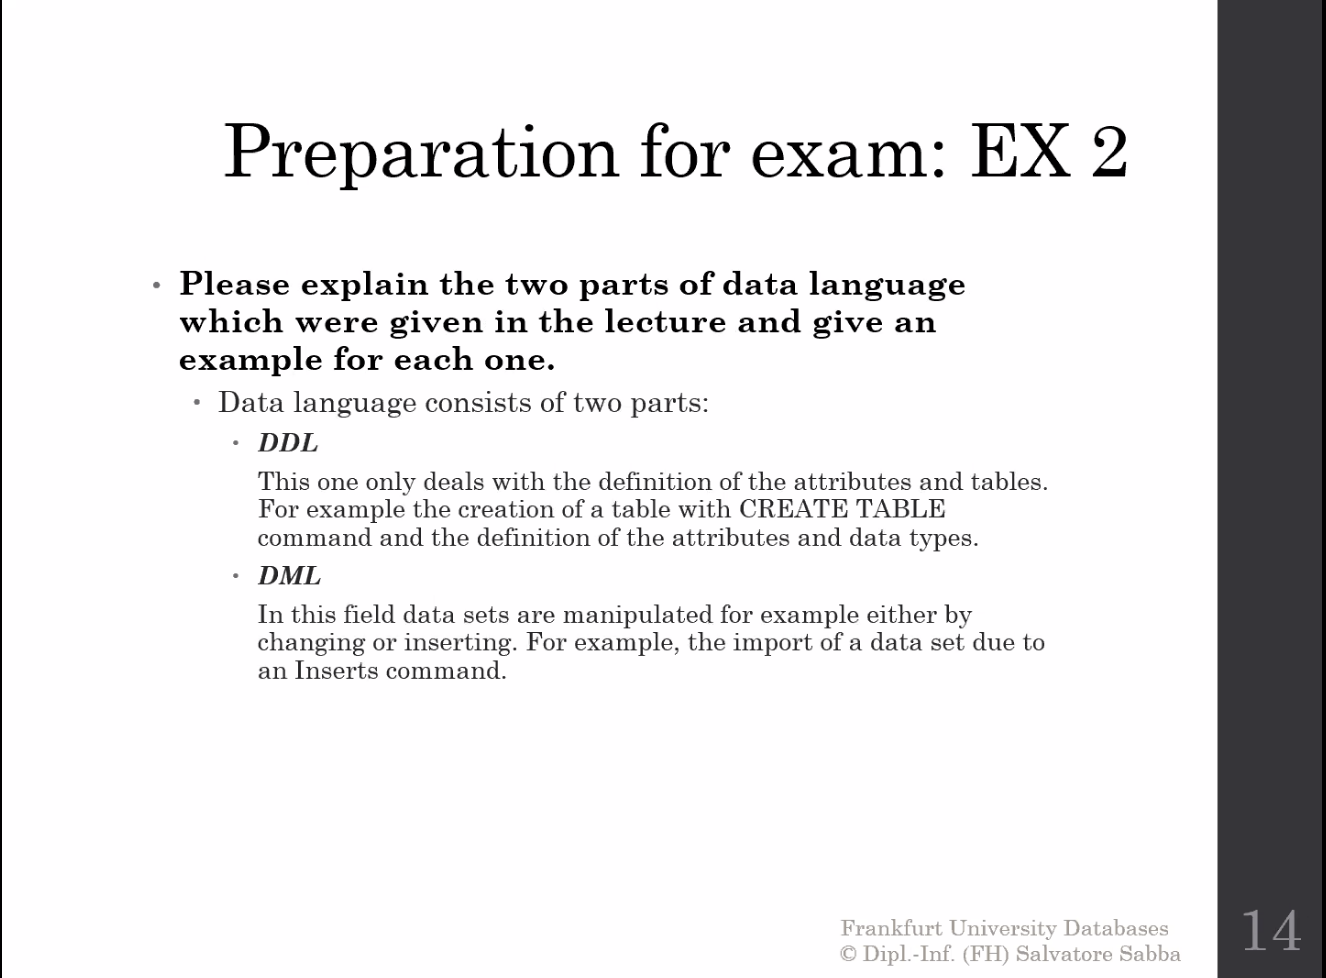 Preparation for exam: EX 2
• Please explain the two parts of data language
which were given in the lecture and give an
example for each one.
• Data language consists of two parts:
• DDL
This one only deals with the definition of the attributes and tables.
For example the creation of a table with CREATE TABLE
command and the definition of the attributes and data types.
• DML
In this field data sets are manipulated for example either by
changing or inserting. For example, the import of a data set due to
an Inserts command.
Frankfurt University Databases
© Dipl.-Inf. (FH) Salvatore Sabba
14